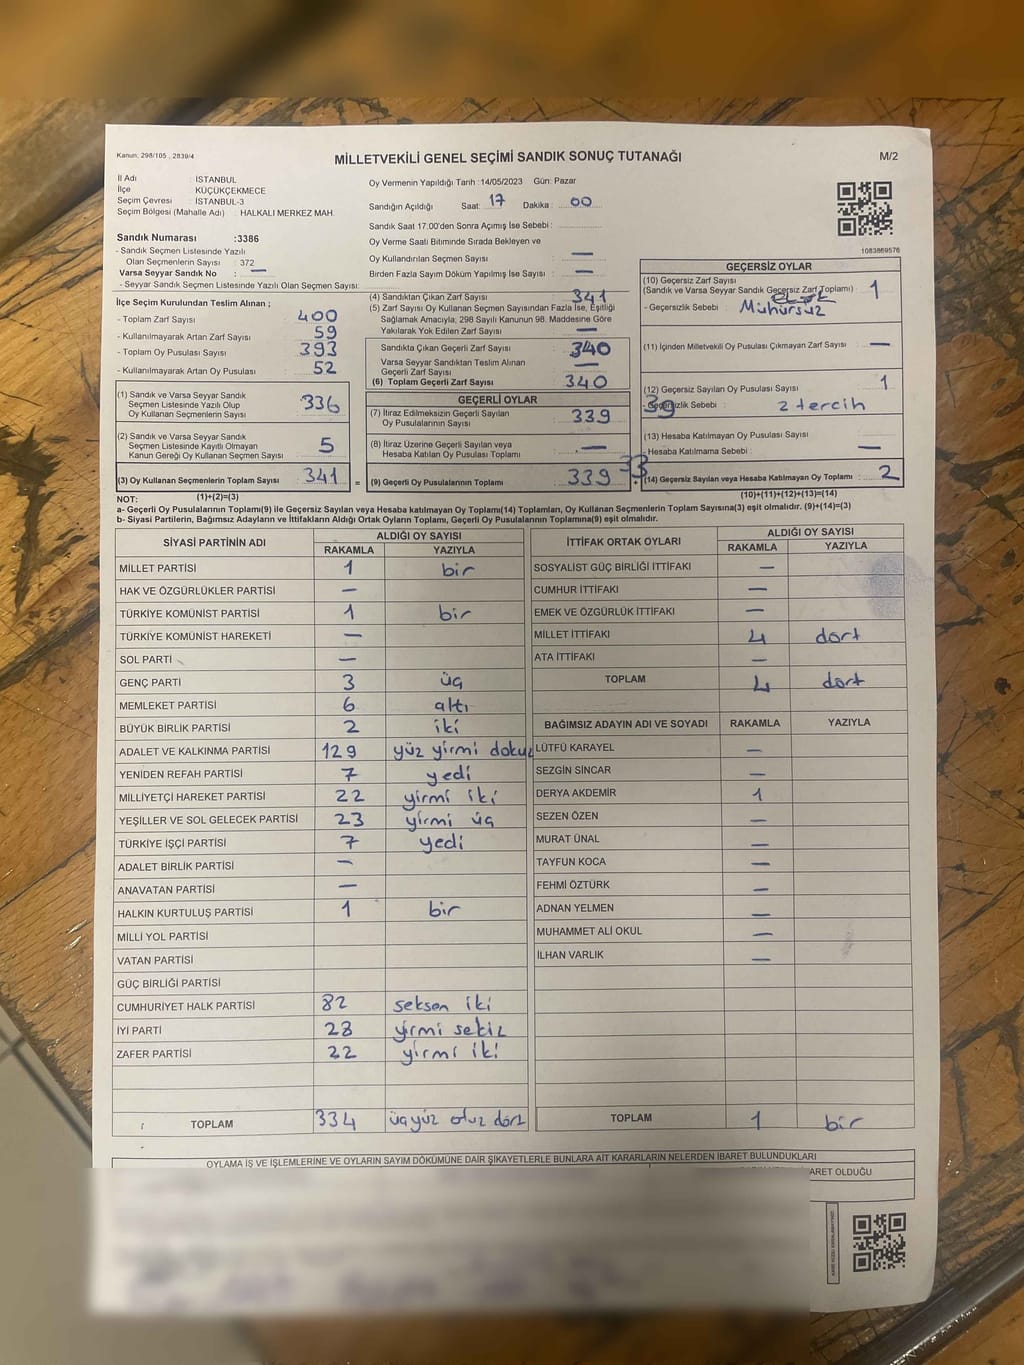 Kanun: 298/105 , 2839/4
MİLLETVEKİLİ GENEL SEÇİMİ SANDIK SONUÇ TUTANAĞI
M/2
İl Adı : İSTANBUL
İlçe : KÜÇÜKÇEKMECE
Seçim Çevresi : İSTANBUL-3
Seçim Bölgesi (Mahalle Adı) : HALKALI MERKEZ MAH.
Oy Vermenin Yapıldığı Tarih :14/05/2023 Gün: Pazar
Sandığın Açıldığı Saat: 17 Dakika : 00
Sandık Saat 17:00'den Sonra Açımış İse Sebebi :
Oy Verme Saati Bitiminde Sırada Bekleyen ve
Oy Kullandırılan Seçmen Sayısı : —
Birden Fazla Sayım Döküm Yapılmış İse Sayısı : —
1083869576
Sandık Numarası :3386
- Sandık Seçmen Listesinde Yazılı
Olan Seçmenlerin Sayısı : 372
Varsa Seyyar Sandık No : —
- Seyyar Sandık Seçmen Listesinde Yazılı Olan Seçmen Sayısı:
İlçe Seçim Kurulundan Teslim Alınan ;
- Toplam Zarf Sayısı : 400
- Kullanılmayarak Artan Zarf Sayısı : 59
- Toplam Oy Pusulası Sayısı : 393
- Kullanılmayarak Artan Oy Pusulası : 52
(1) Sandık ve Varsa Seyyar Sandık
Seçmen Listesinde Yazılı Olup
Oy Kullanan Seçmenlerin Sayısı : 336
(2) Sandık ve Varsa Seyyar Sandık
Seçmen Listesinde Kayıtlı Olmayan
Kanun Gereği Oy Kullanan Seçmen Sayısı : 5
(3) Oy Kullanan Seçmenlerin Toplam Sayısı : 341 =
(4) Sandıktan Çıkan Zarf Sayısı : 341
(5) Zarf Sayısı Oy Kullanan Seçmen Sayısından Fazla İse, Eşitliği
Sağlamak Amacıyla, 298 Sayılı Kanunun 98. Maddesine Göre
Yakılarak Yok Edilen Zarf Sayısı : —
Sandıkta Çıkan Geçerli Zarf Sayısı : 340
Varsa Seyyar Sandıktan Teslim Alınan
Geçerli Zarf Sayısı : —
(6) Toplam Geçerli Zarf Sayısı : 340
GEÇERLİ OYLAR
(7) İtiraz Edilmeksizin Geçerli Sayılan
Oy Pusulalarının Sayısı : 339
(8) İtiraz Üzerine Geçerli Sayılan veya
Hesaba Katılan Oy Pusulası Toplamı : —
(9) Geçerli Oy Pusulalarının Toplamı : 339
GEÇERSİZ OYLAR
(10) Geçersiz Zarf Sayısı
(Sandık ve Varsa Seyyar Sandık Geçersiz Zarf Toplamı) : 1
- Geçersizlik Sebebi : Mühürsüz
(11) İçinden Milletvekili Oy Pusulası Çıkmayan Zarf Sayısı : —
(12) Geçersiz Sayılan Oy Pusulası Sayısı : 1
- Geçersizlik Sebebi : 2 tercih
39
(13) Hesaba Katılmayan Oy Pusulası Sayısı :
- Hesaba Katılmama Sebebi : —
33
(14) Geçersiz Sayılan veya Hesaba Katılmayan Oy Toplamı : 2
NOT: (1)+(2)=(3) (10)+(11)+(12)+(13)=(14)
a- Geçerli Oy Pusulalarının Toplamı(9) ile Geçersiz Sayılan veya Hesaba katılmayan Oy Toplamı(14) Toplamları, Oy Kullanan Seçmenlerin Toplam Sayısına(3) eşit olmalıdır. (9)+(14)=(3)
b- Siyasi Partilerin, Bağımsız Adayların ve İttifakların Aldığı Ortak Oyların Toplamı, Geçerli Oy Pusulalarının Toplamına(9) eşit olmalıdır.
SİYASİ PARTİNİN ADI ALDIĞI OY SAYISI
RAKAMLA YAZIYLA
MİLLET PARTİSİ 1 bir
HAK VE ÖZGÜRLÜKLER PARTİSİ —
TÜRKİYE KOMÜNİST PARTİSİ 1 bir
TÜRKİYE KOMÜNİST HAREKETİ —
SOL PARTİ —
GENÇ PARTİ 3 üç
MEMLEKET PARTİSİ 6 altı
BÜYÜK BİRLİK PARTİSİ 2 iki
ADALET VE KALKINMA PARTİSİ 129 yüz yirmi dokuz
YENİDEN REFAH PARTİSİ 7 yedi
MİLLİYETÇİ HAREKET PARTİSİ 22 yirmi iki
YEŞİLLER VE SOL GELECEK PARTİSİ 23 yirmi üç
TÜRKİYE İŞÇİ PARTİSİ 7 yedi
ADALET BİRLİK PARTİSİ —
ANAVATAN PARTİSİ —
HALKIN KURTULUŞ PARTİSİ 1 bir
MİLLİ YOL PARTİSİ
VATAN PARTİSİ
GÜÇ BİRLİĞİ PARTİSİ
CUMHURİYET HALK PARTİSİ 82 seksen iki
İYİ PARTİ 28 yirmi sekiz
ZAFER PARTİSİ 22 yirmi iki
TOPLAM 334 üçyüz otuz dört
İTTİFAK ORTAK OYLARI ALDIĞI OY SAYISI
RAKAMLA YAZIYLA
SOSYALİST GÜÇ BİRLİĞİ İTTİFAKI —
CUMHUR İTTİFAKI —
EMEK VE ÖZGÜRLÜK İTTİFAKI —
MİLLET İTTİFAKI 4 dört
ATA İTTİFAKI —
TOPLAM 4 dört
BAĞIMSIZ ADAYIN ADI VE SOYADI RAKAMLA YAZIYLA
LÜTFÜ KARAYEL —
SEZGİN SİNCAR —
DERYA AKDEMİR 1
SEZEN ÖZEN —
MURAT ÜNAL —
TAYFUN KOCA —
FEHMİ ÖZTÜRK —
ADNAN YELMEN —
MUHAMMET ALİ OKUL —
İLHAN VARLIK —
TOPLAM 1 bir
OYLAMA İŞ VE İŞLEMLERİNE VE OYLARIN SAYIM DÖKÜMÜNE DAİR ŞİKAYETLERLE BUNLARA AİT KARARLARIN NELERDEN İBARET BULUNDUKLARI
ARET OLDUĞU